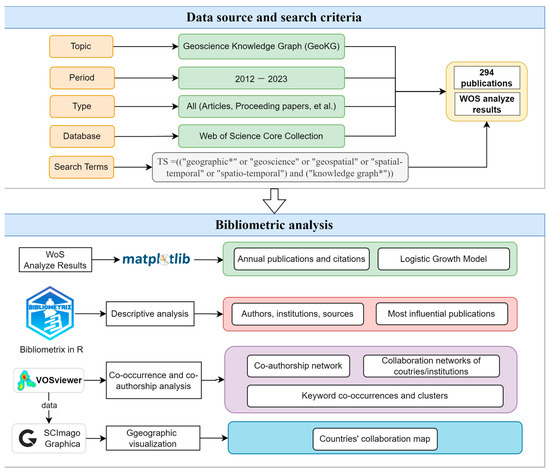 Data source and search criteria
Topic
Geoscience Knowledge Graph (GeoKG)
Period
2012 — 2023
Type
All (Articles, Proceeding papers, et al.)
Database
Web of Science Core Collection
Search Terms
TS =(("geographic*" or "geoscience" or "geospatial" or "spatial-
temporal" or "spatio-temporal") and ("knowledge graph*"))
294
publications
WOS analyze
results
Bibliometric analysis
WoS
Analyze Results
matplotlib
Annual publications and citations
Logistic Growth Model
BIBLIOMETRIX
Bibliometrix in R
Descriptive analysis
Authors, institutions, sources
Most influential publications
VOSviewer
Co-occurrence and co-
authorship analysis
Co-authorship network
Collaboration networks of
coutries/institutions
Keyword co-occurrences and clusters
data
SCImago
Graphica
Ggeographic
visualization
Countries' collaboration map